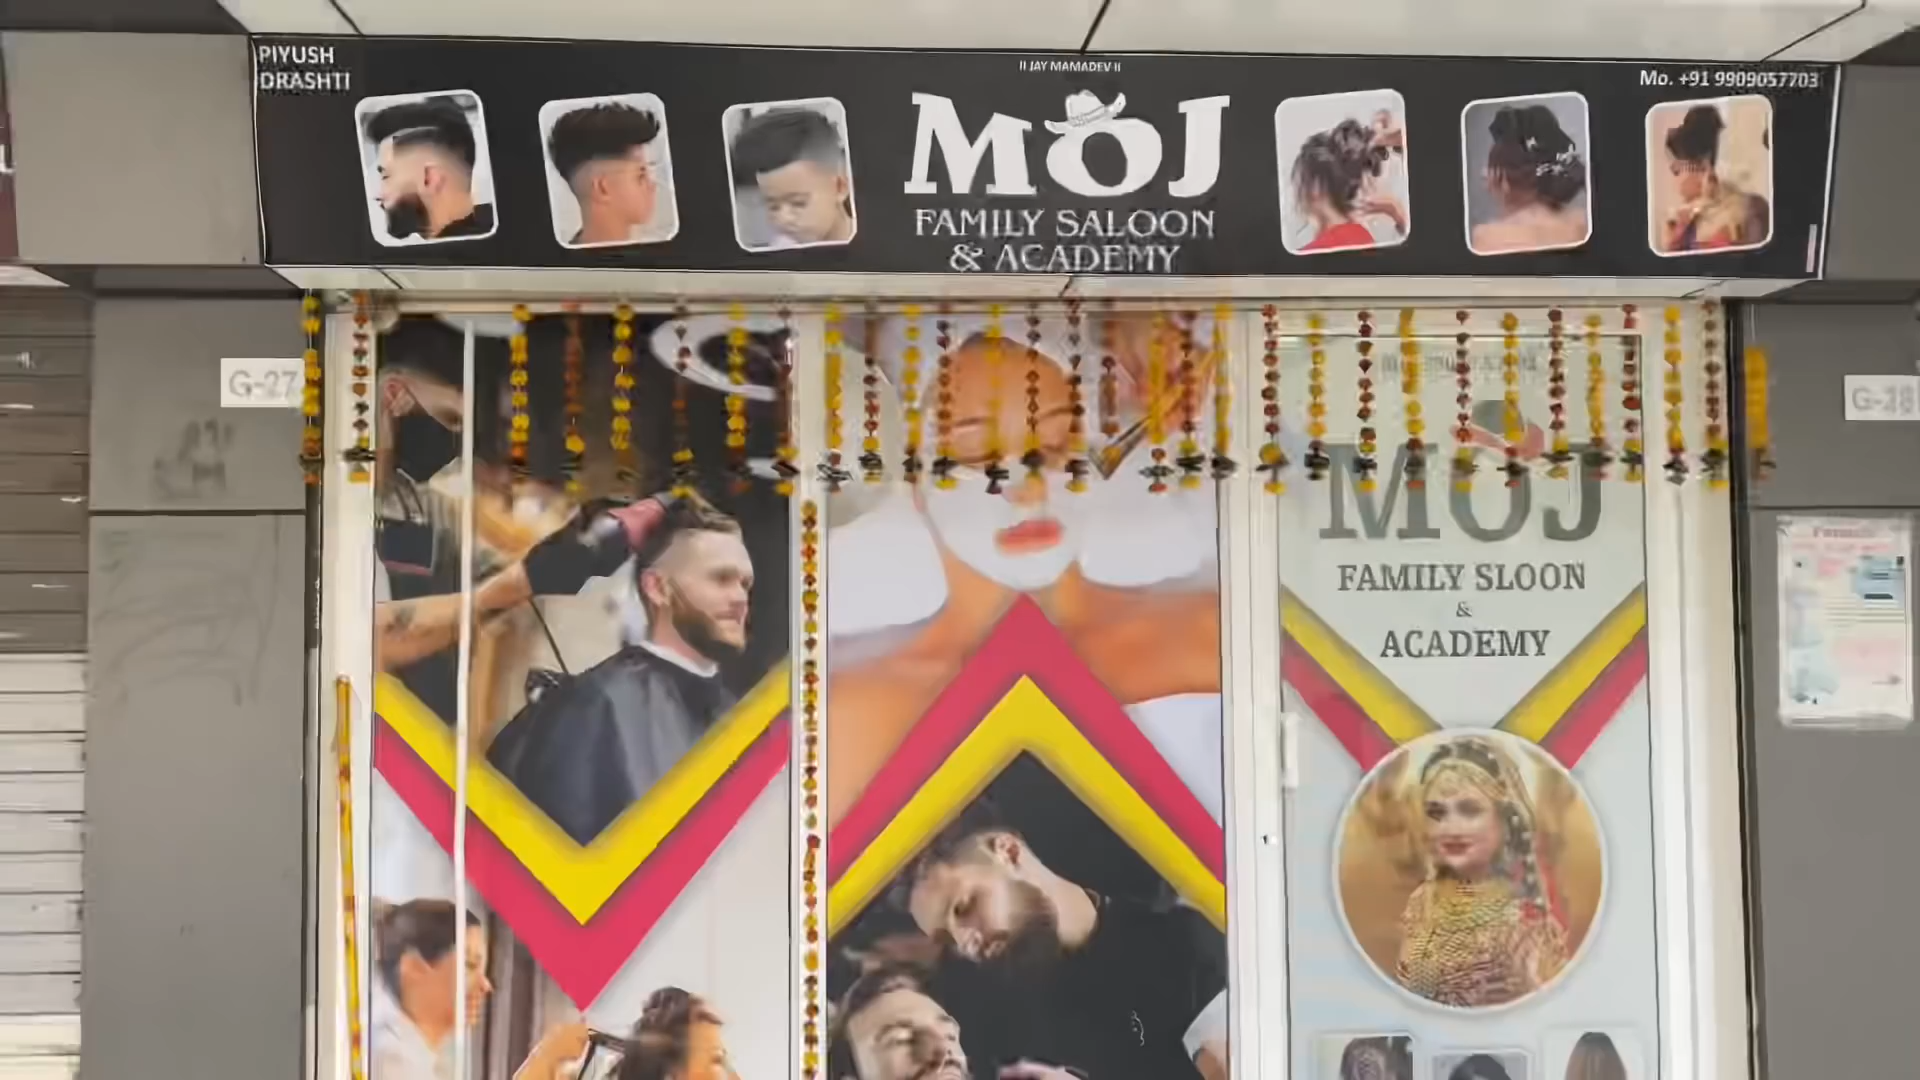 PIYUSH
DRASHTI
II JAY MAMADEV II
Mo. +91 9909057703
MOJ
FAMILY SALOON
& ACADEMY
G-27
G-28
MOJ
FAMILY SLOON
&
ACADEMY